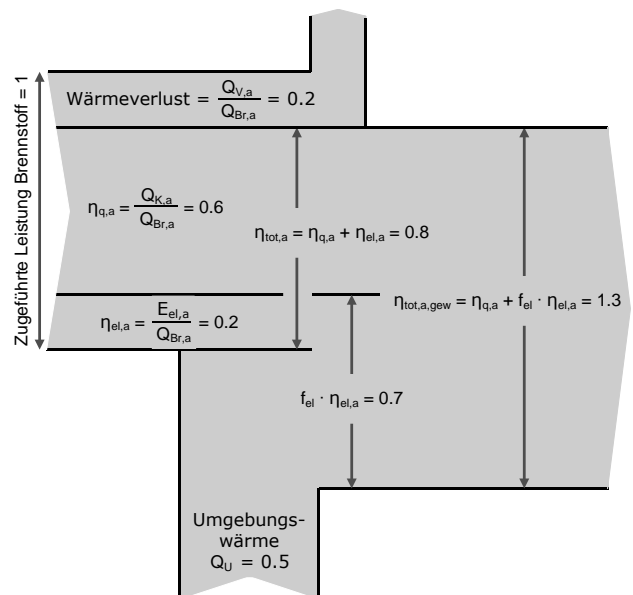 Zugeführte Leistung Brennstoff = 1
Wärmeverlust = Q_V,a / Q_Br,a = 0.2
η_q,a = Q_K,a / Q_Br,a = 0.6
η_tot,a = η_q,a + η_el,a = 0.8
η_tot,a,gew = η_q,a + f_el · η_el,a = 1.3
η_el,a = E_el,a / Q_Br,a = 0.2
f_el · η_el,a = 0.7
Umgebungs-
wärme
Q_U = 0.5